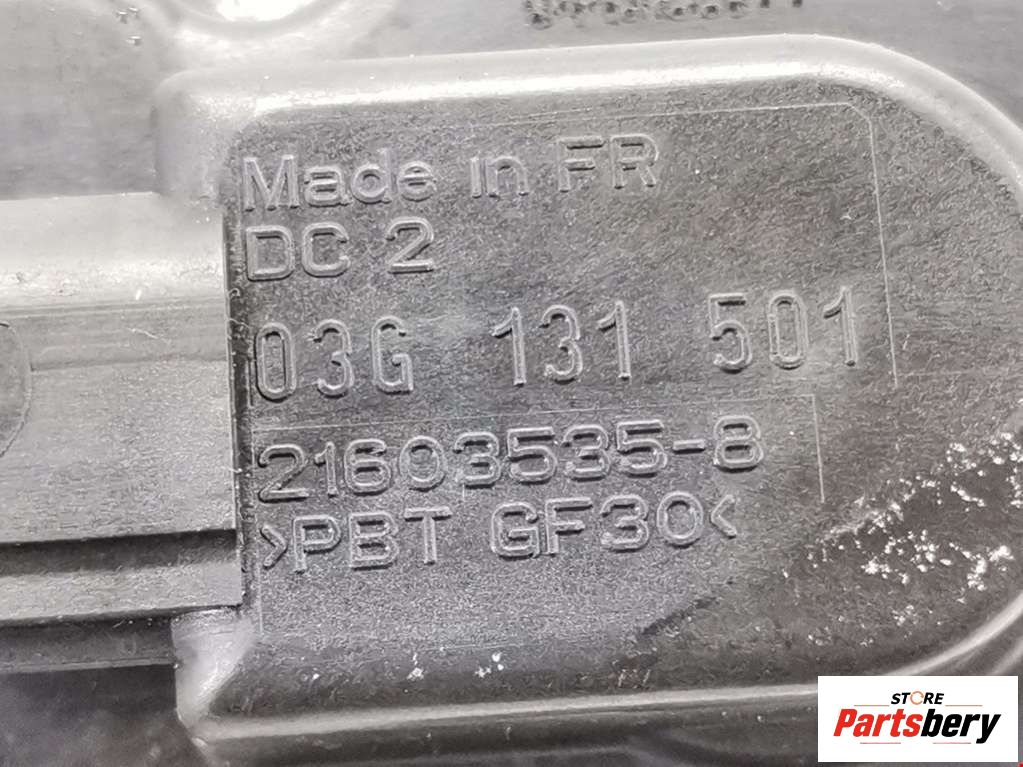 Made in FR
DC 2
03G 131 501
21603535-8
>PBT GF30<
STORE
Partsbery